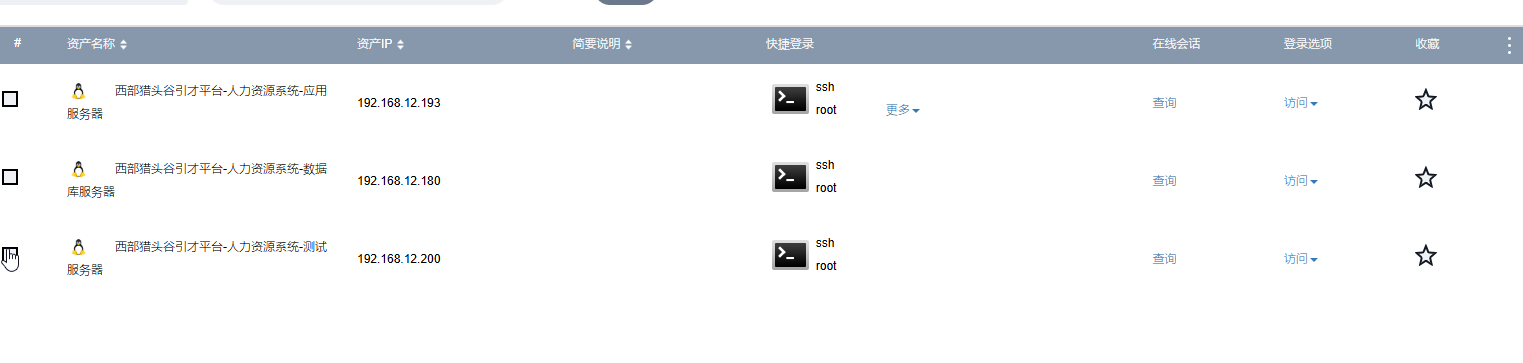 # 资产名称 资产IP 简要说明 快捷登录 在线会话 登录选项 收藏
西部猎头谷引才平台-人力资源系统-应用
服务器
192.168.12.193
ssh
root
更多
查询
访问
西部猎头谷引才平台-人力资源系统-数据
库服务器
192.168.12.180
ssh
root
查询
访问
西部猎头谷引才平台-人力资源系统-测试
服务器
192.168.12.200
ssh
root
查询
访问